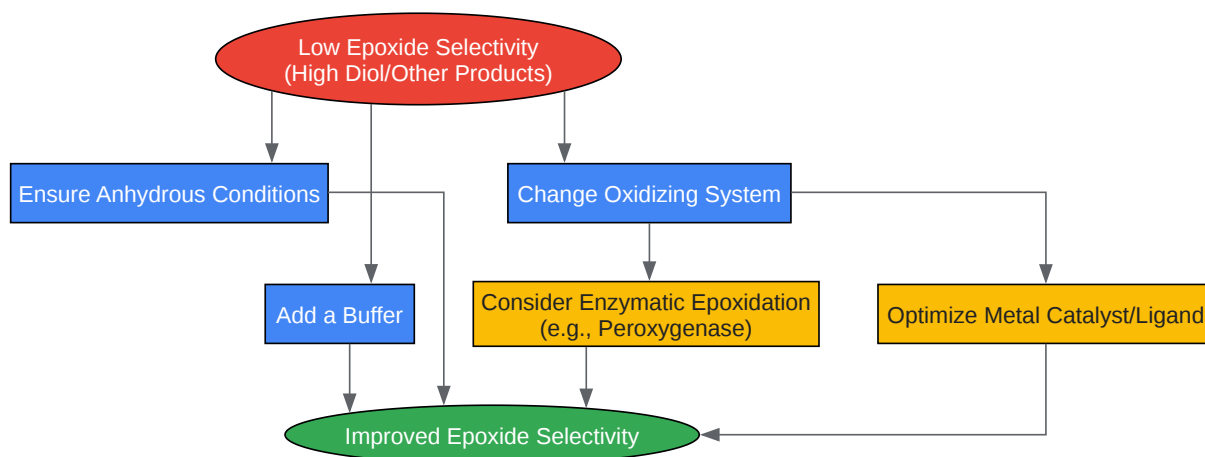 Low Epoxide Selectivity
(High Diol/Other Products)
Ensure Anhydrous Conditions
Change Oxidizing System
Add a Buffer
Consider Enzymatic Epoxidation
(e.g., Peroxygenase)
Optimize Metal Catalyst/Ligand
Improved Epoxide Selectivity